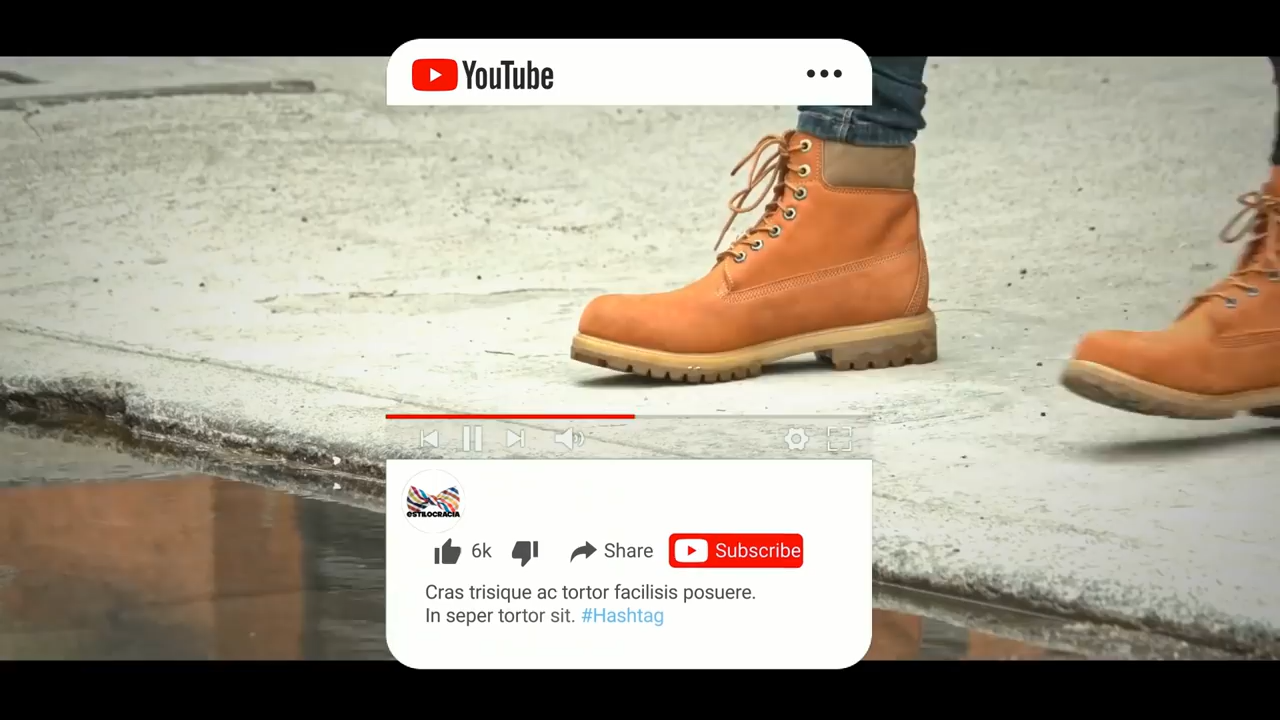 YouTube
eSTILOCRACIA
6k
Share
Subscribe
Cras trisique ac tortor facilisis posuere.
In seper tortor sit. #Hashtag